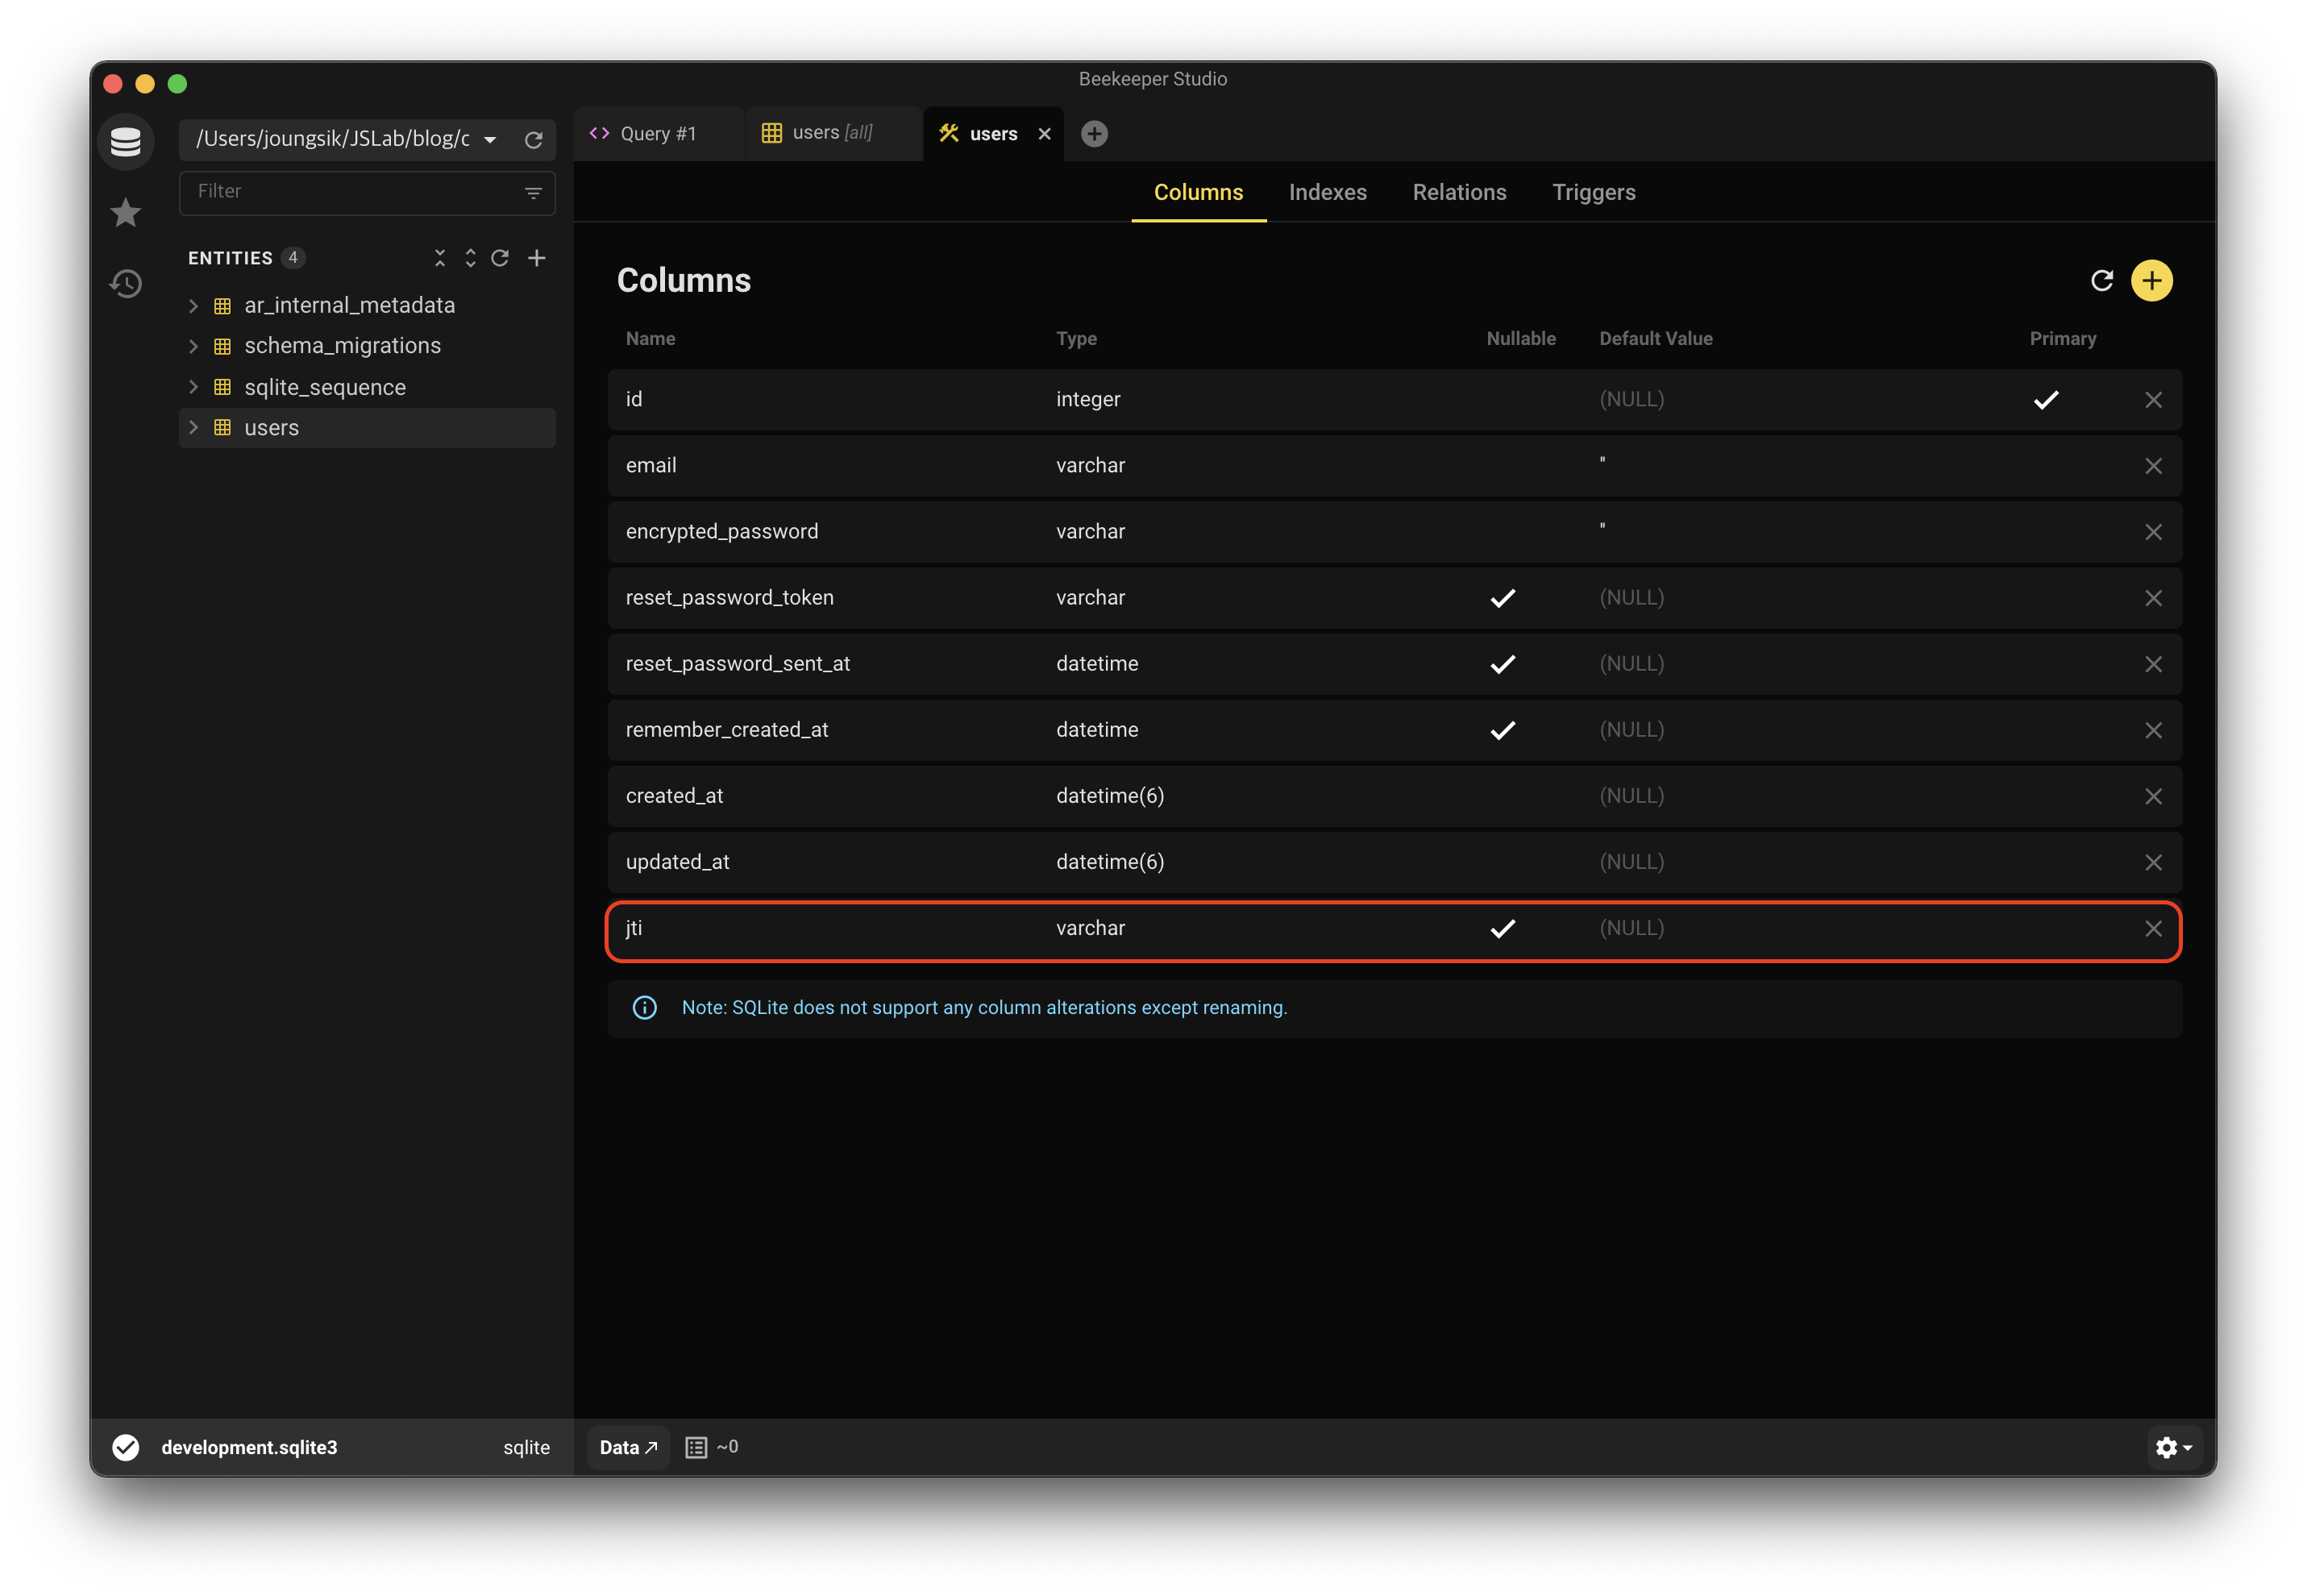 Beekeeper Studio
/Users/joungsik/JSLab/blog/c
Filter
ENTITIES 4
ar_internal_metadata
schema_migrations
sqlite_sequence
users
Query #1
users [all]
users
Columns Indexes Relations Triggers
Columns
Name Type Nullable Default Value Primary
id integer (NULL)
email varchar ''
encrypted_password varchar ''
reset_password_token varchar (NULL)
reset_password_sent_at datetime (NULL)
remember_created_at datetime (NULL)
created_at datetime(6) (NULL)
updated_at datetime(6) (NULL)
jti varchar (NULL)
Note: SQLite does not support any column alterations except renaming.
development.sqlite3 sqlite
Data ~0